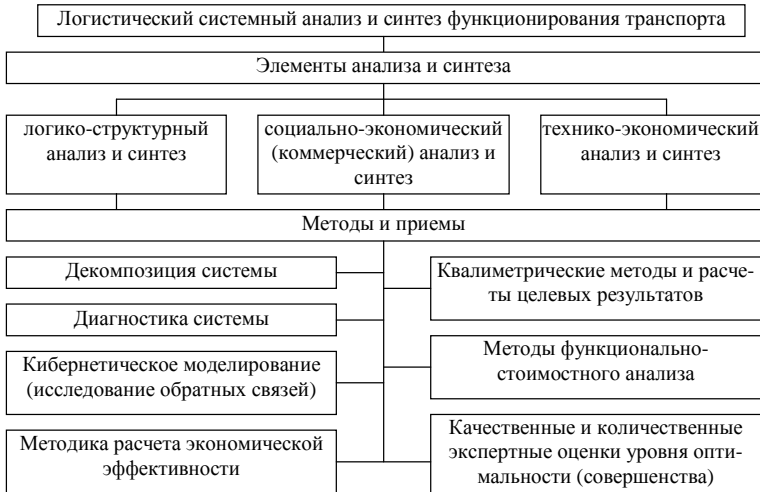 Логистический системный анализ и синтез функционирования транспорта
Элементы анализа и синтеза
логико-структурный
анализ и синтез
социально-экономический
(коммерческий) анализ и
синтез
технико-экономический
анализ и синтез
Методы и приемы
Декомпозиция системы
Диагностика системы
Кибернетическое моделирование
(исследование обратных связей)
Методика расчета экономической
эффективности
Квалиметрические методы и расче-
ты целевых результатов
Методы функционально-
стоимостного анализа
Качественные и количественные
экспертные оценки уровня опти-
мальности (совершенства)